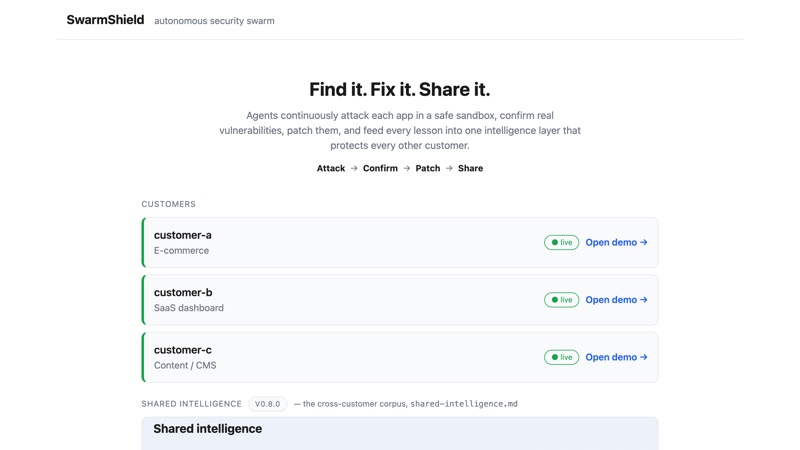 SwarmShield autonomous security swarm
Find it. Fix it. Share it.
Agents continuously attack each app in a safe sandbox, confirm real
vulnerabilities, patch them, and feed every lesson into one intelligence layer that
protects every other customer.
Attack → Confirm → Patch → Share
CUSTOMERS
customer-a
E-commerce
live Open demo →
customer-b
SaaS dashboard
live Open demo →
customer-c
Content / CMS
live Open demo →
SHARED INTELLIGENCE V0.8.0 — the cross-customer corpus, shared-intelligence.md
Shared intelligence